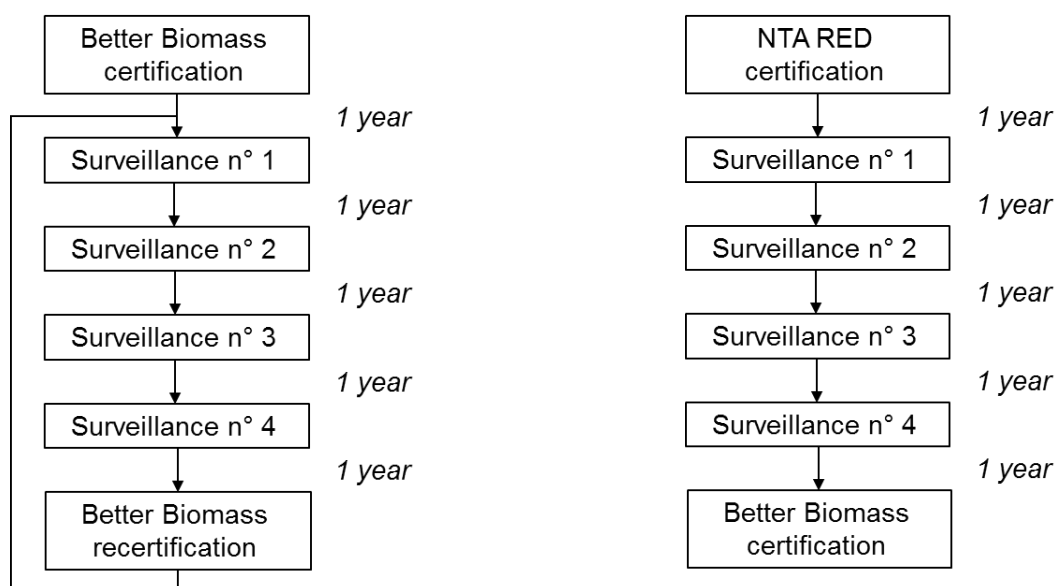 Better Biomass
certification
1 year
Surveillance n° 1
1 year
Surveillance n° 2
1 year
Surveillance n° 3
1 year
Surveillance n° 4
1 year
Better Biomass
recertification
NTA RED
certification
1 year
Surveillance n° 1
1 year
Surveillance n° 2
1 year
Surveillance n° 3
1 year
Surveillance n° 4
1 year
Better Biomass
certification